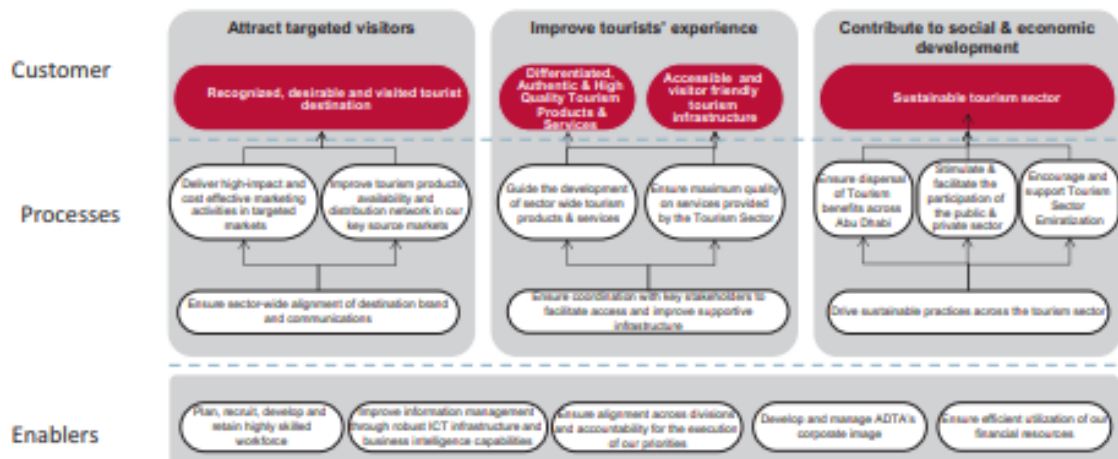 Attract targeted visitors
Improve tourists' experience
Contribute to social & economic
development
Customer
Recognized, desirable and visited tourist
destination
Differentiated,
Authentic & High
Quality Tourism
Products &
Services
Accessible and
visitor friendly
tourism
infrastructure
Sustainable tourism sector
Processes
Deliver high-impact and
cost effective marketing
activities in targeted
markets
Improve tourism products
availability and
distribution network in our
key source markets
Guide the development
of sector wide tourism
products & services
Ensure maximum quality
on services provided
by the Tourism Sector
Ensure dispersal
of Tourism
benefits across
Abu Dhabi
Stimulate &
facilitate the
participation of
the public &
private sector
Encourage and
support Tourism
Sector
Emiratization
Ensure sector-wide alignment of destination brand
and communications
Ensure coordination with key stakeholders to
facilitate access and improve supportive
infrastructure
Drive sustainable practices across the tourism sector
Enablers
Plan, recruit, develop and
retain highly skilled
workforce
Improve information management
through robust ICT infrastructure and
business intelligence capabilities
Ensure alignment across divisions
and accountability for the execution
of our priorities
Develop and manage ADTA's
corporate image
Ensure efficient utilization of our
financial resources